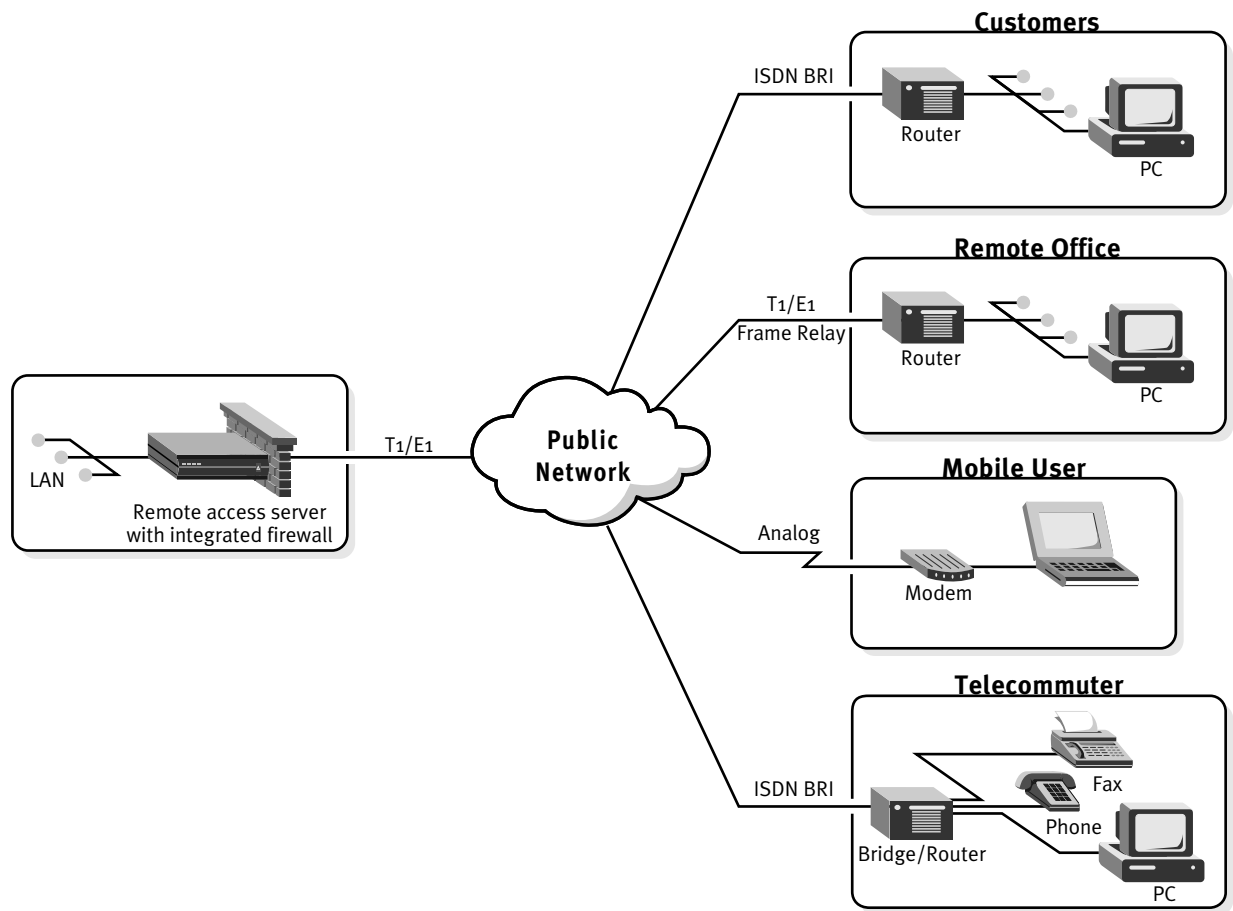 Customers
ISDN BRI
Router
PC
Remote Office
T1/E1
Frame Relay
Router
PC
LAN
Remote access server
with integrated firewall
T1/E1
Public
Network
Mobile User
Analog
Modem
Telecommuter
ISDN BRI
Fax
Phone
Bridge/Router
PC